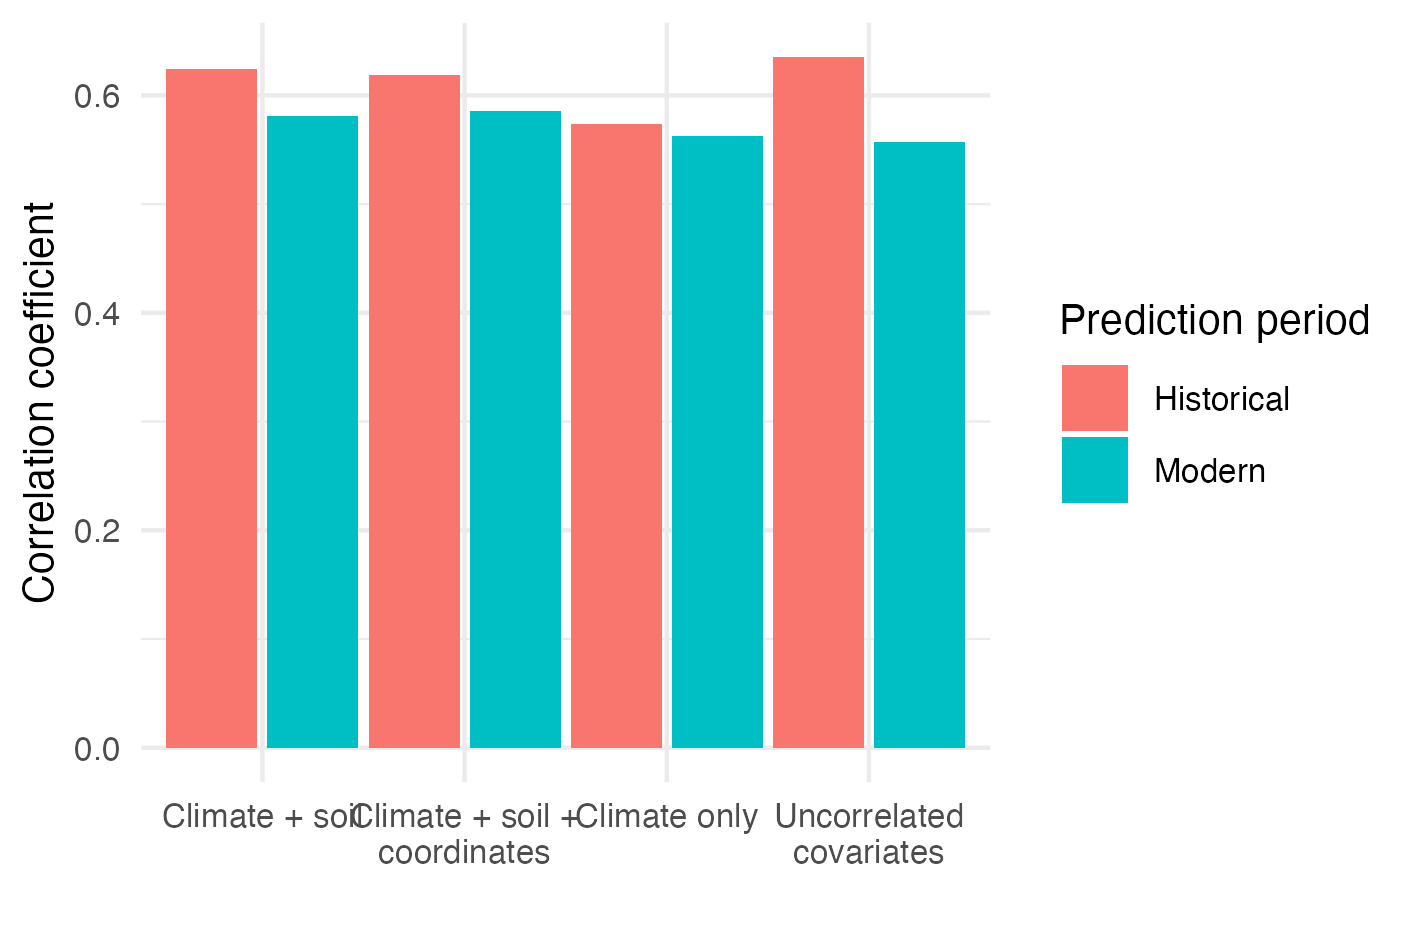 Correlation coefficient
0.6
0.4
0.2
0.0
Climate + soil
Climate + soil +
coordinates
Climate only
Uncorrelated
covariates
Prediction period
Historical
Modern